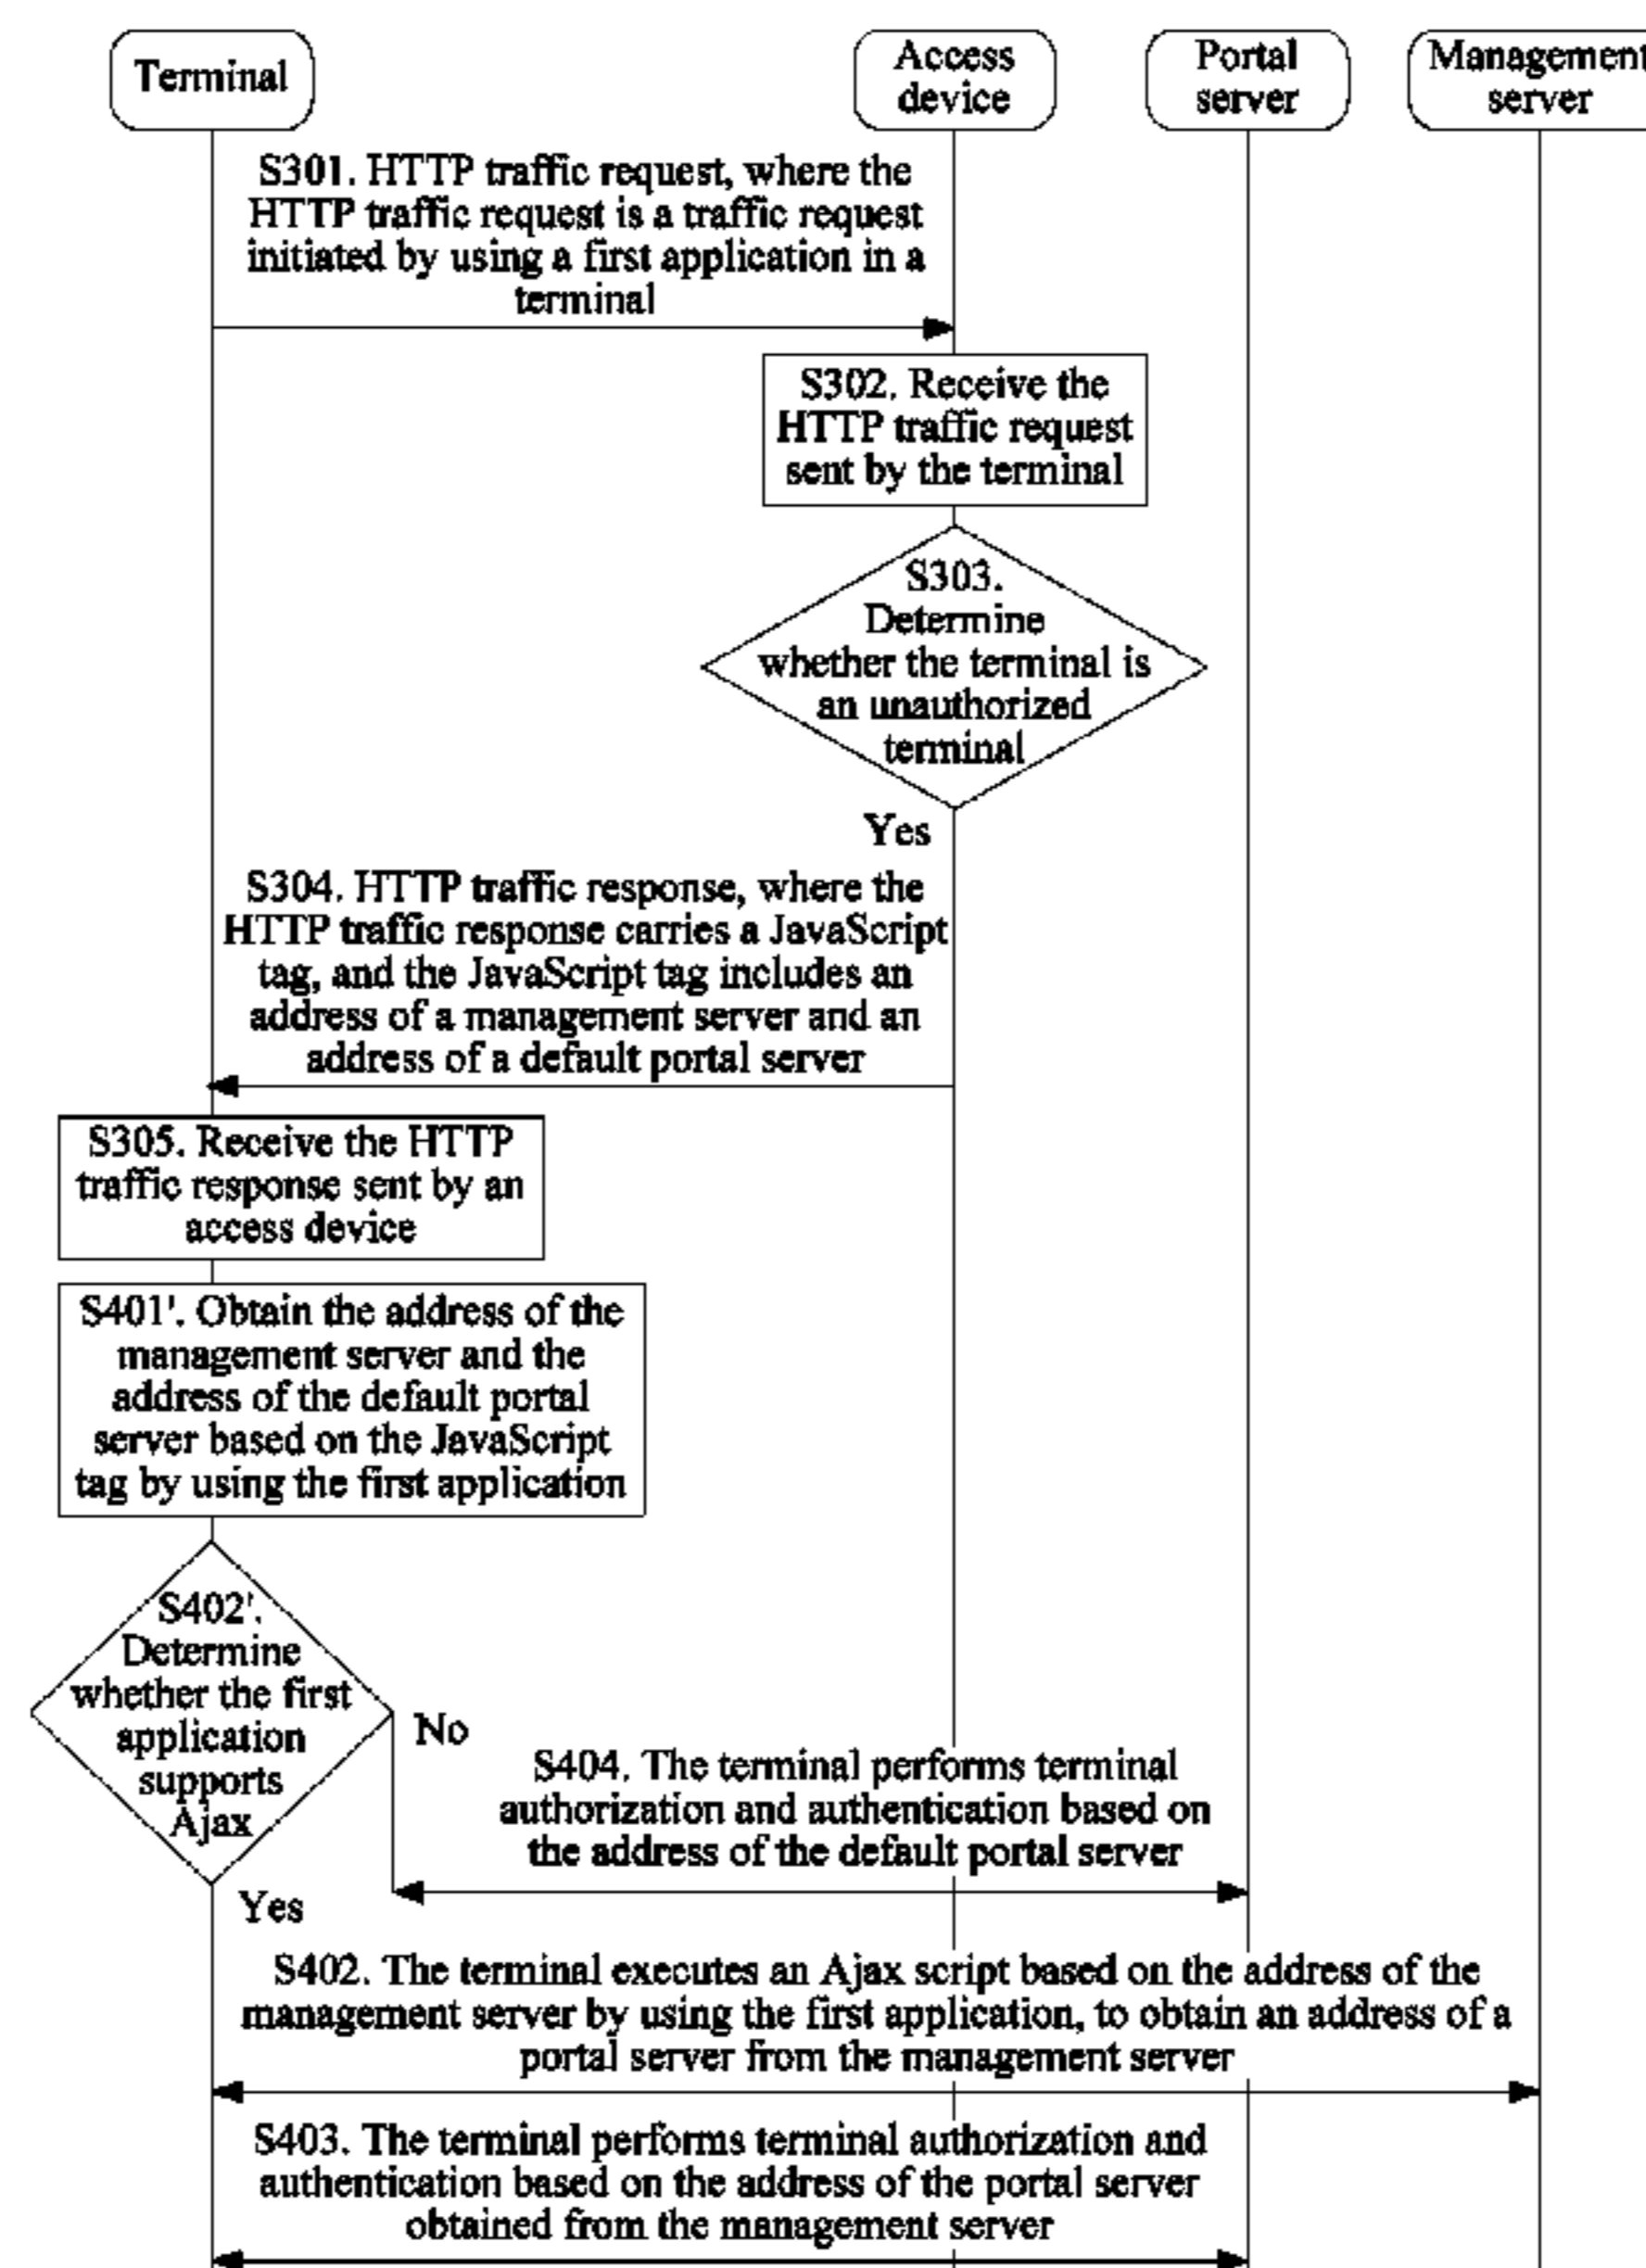 Terminal
Access
device
Portal
server
Management
server
S301. HTTP traffic request, where the
HTTP traffic request is a traffic request
initiated by using a first application in a
terminal
S302. Receive the
HTTP traffic request
sent by the terminal
S303.
Determine
whether the terminal is
an unauthorized
terminal
Yes
S304. HTTP traffic response, where the
HTTP traffic response carries a JavaScript
tag, and the JavaScript tag includes an
address of a management server and an
address of a default portal server
S305. Receive the HTTP
traffic response sent by an
access device
S401'. Obtain the address of the
management server and the
address of the default portal
server based on the JavaScript
tag by using the first application
S402'.
Determine
whether the first
application
supports
Ajax
No
S404. The terminal performs terminal
authorization and authentication based on
the address of the default portal server
Yes
S402. The terminal executes an Ajax script based on the address of the
management server by using the first application, to obtain an address of a
portal server from the management server
S403. The terminal performs terminal authorization and
authentication based on the address of the portal server
obtained from the management server